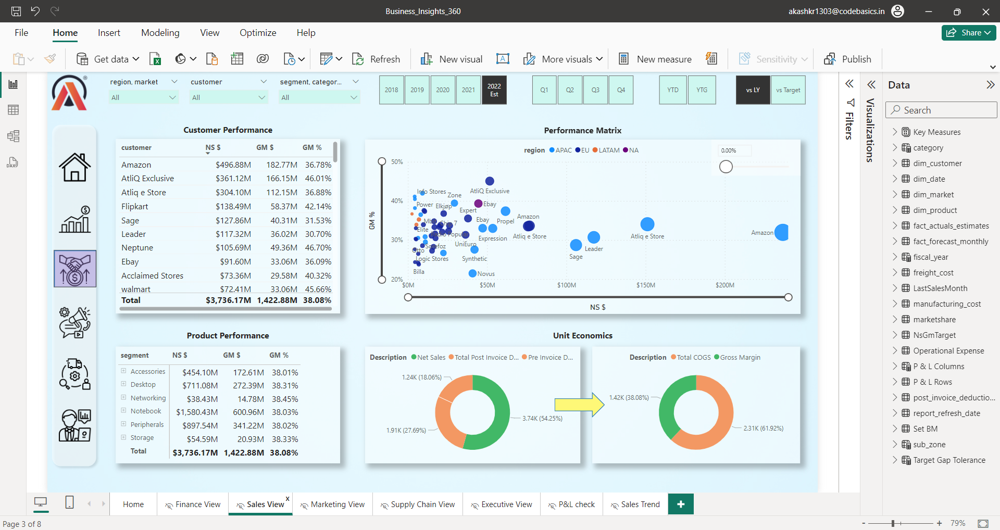 Business_Insights_360
akashkr1303@codebasics.in
File Home Insert Modeling View Optimize Help
Share
Get data Refresh New visual More visuals New measure Sensitivity Publish
region, market customer segment, categor...
All All All
2018 2019 2020 2021 2022 Est
Q1 Q2 Q3 Q4
YTD YTG
vs LY vs Target
Customer Performance
customer NS $ GM $ GM %
Amazon $496.88M 182.77M 36.78%
AtliQ Exclusive $361.12M 166.15M 46.01%
Atliq e Store $304.10M 112.15M 36.88%
Flipkart $138.49M 58.37M 42.14%
Sage $127.86M 40.31M 31.53%
Leader $117.32M 36.02M 30.70%
Neptune $105.69M 49.36M 46.70%
Ebay $91.60M 33.06M 36.09%
Acclaimed Stores $73.36M 29.58M 40.32%
walmart $72.41M 33.06M 45.66%
Total $3,736.17M 1,422.88M 38.08%
Performance Matrix
region APAC EU LATAM NA
0.00%
GM %
50%
40%
30%
20%
Info Stores
Zone
AtliQ Exclusive
Power
Elkjøp
Expert
Ebay
Ebay
Propel
Amazon
Chip 7
Elite
Expression
Atliq e Store
Atliq e Store
Amazon
UniEuro
Otto
Logic Stores
Synthetic
Sage
Leader
Billa
Novus
$0M $50M $100M $150M $200M
NS $
Product Performance
segment NS $ GM $ GM %
Accessories $454.10M 172.61M 38.01%
Desktop $711.08M 272.39M 38.31%
Networking $38.43M 14.78M 38.45%
Notebook $1,580.43M 600.96M 38.03%
Peripherals $897.54M 341.22M 38.02%
Storage $54.59M 20.93M 38.33%
Total $3,736.17M 1,422.88M 38.08%
Unit Economics
Description Net Sales Total Post Invoice D... Pre Invoice D...
1.24K (18.06%)
3.74K (54.25%)
1.91K (27.69%)
Description Total COGS Gross Margin
1.42K (38.08%)
2.31K (61.92%)
Filters
Visualizations
Data
Search
Key Measures
category
dim_customer
dim_date
dim_market
dim_product
fact_actuals_estimates
fact_forecast_monthly
fiscal_year
freight_cost
LastSalesMonth
manufacturing_cost
marketshare
NsGmTarget
Operational Expense
P & L Columns
P & L Rows
post_invoice_deductio...
report_refresh_date
Set BM
sub_zone
Target Gap Tolerance
Home Finance View Sales View x Marketing View Supply Chain View Executive View P&L check Sales Trend +
Page 3 of 8
- + 79%